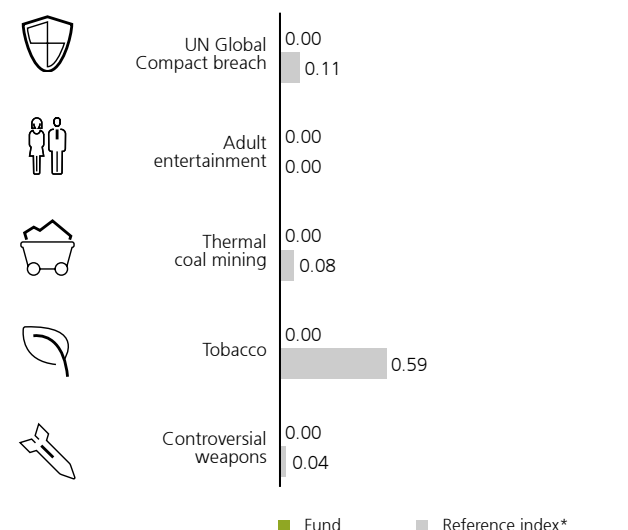 UN Global
Compact breach
0.00
0.11
Adult
entertainment
0.00
0.00
Thermal
coal mining
0.00
0.08
Tobacco
0.00
0.59
Controversial
weapons
0.00
0.04
Fund
Reference index*